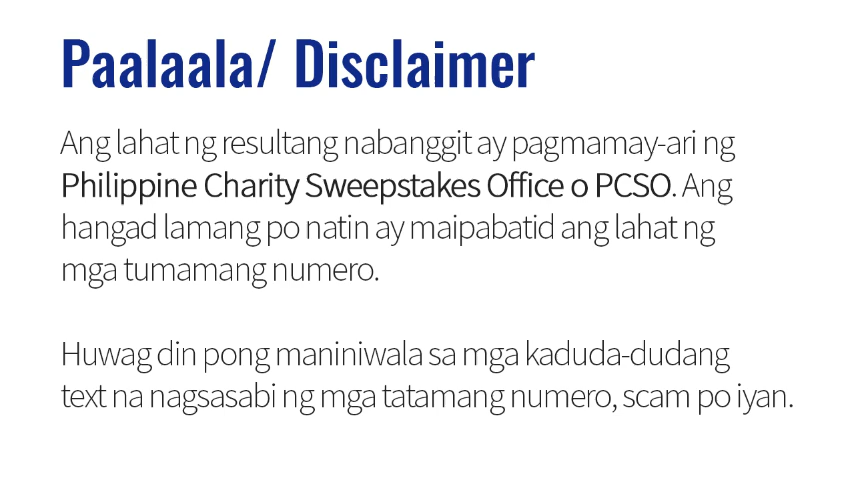 Paalaala/ Disclaimer
Ang lahat ng resultang nabanggit ay pagmamay-ari ng
Philippine Charity Sweepstakes Office o PCSO. Ang
hangad lamang po natin ay maipabatid ang lahat ng
mga tumamang numero.
Huwag din pong maniniwala sa mga kaduda-dudang
text na nagsasabi ng mga tatamang numero, scam po iyan.